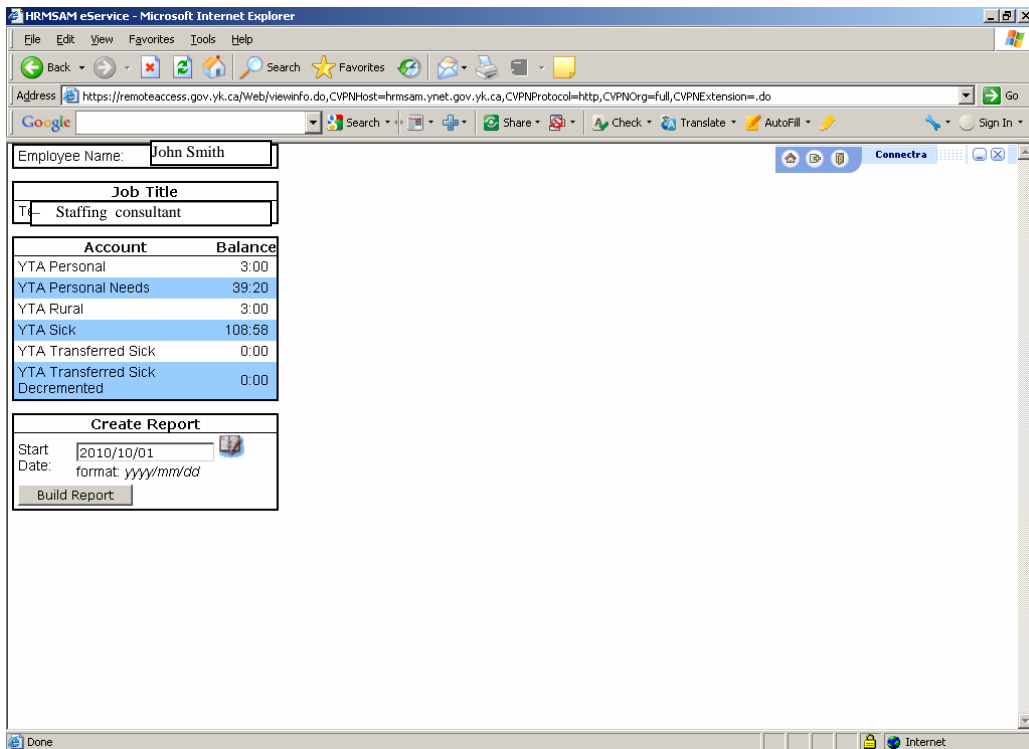 HRMSAM eService - Microsoft Internet Explorer
File Edit View Favorites Tools Help
Back Search Favorites
Address https://remoteaccess.gov.yk.ca/Web/viewinfo.do,CVPNHost=hrmsam.ynet.gov.yk.ca,CVPNProtocol=http,CVPNOrg=full,CVPNExtension=.do Go
Google Search Share Check Translate AutoFill Sign In
Employee Name: John Smith
Connectra
Job Title
Staffing consultant
Account Balance
YTA Personal 3:00
YTA Personal Needs 39:20
YTA Rural 3:00
YTA Sick 108:58
YTA Transferred Sick 0:00
YTA Transferred Sick
Decremented 0:00
Create Report
Start
Date: 2010/10/01
format: yyyy/mm/dd
Build Report
Done Internet